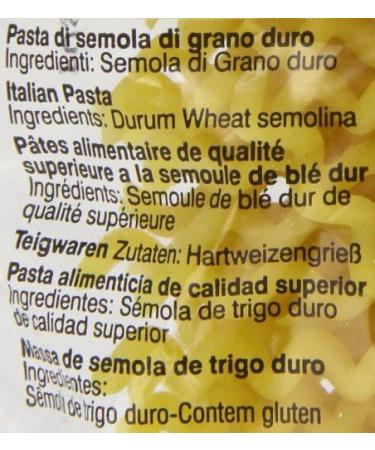 Pasta di semola di grano duro
Ingredienti: Semola di Grano duro
Italian Pasta
Ingredients: Durum Wheat semolina
Pâtes alimentaire de qualité
superieure a la semoule de blé dur
Ingrédients: Semoule de blé dur de
qualité supérieure
Teigwaren Zutaten: Hartweizengrieß
Pasta alimenticia de calidad superior
Ingredientes: Sémola de trigo duro
de calidad superior
Massa de semola de trigo duro
Ingredientes:
Sêmola de trigo duro-Contem gluten